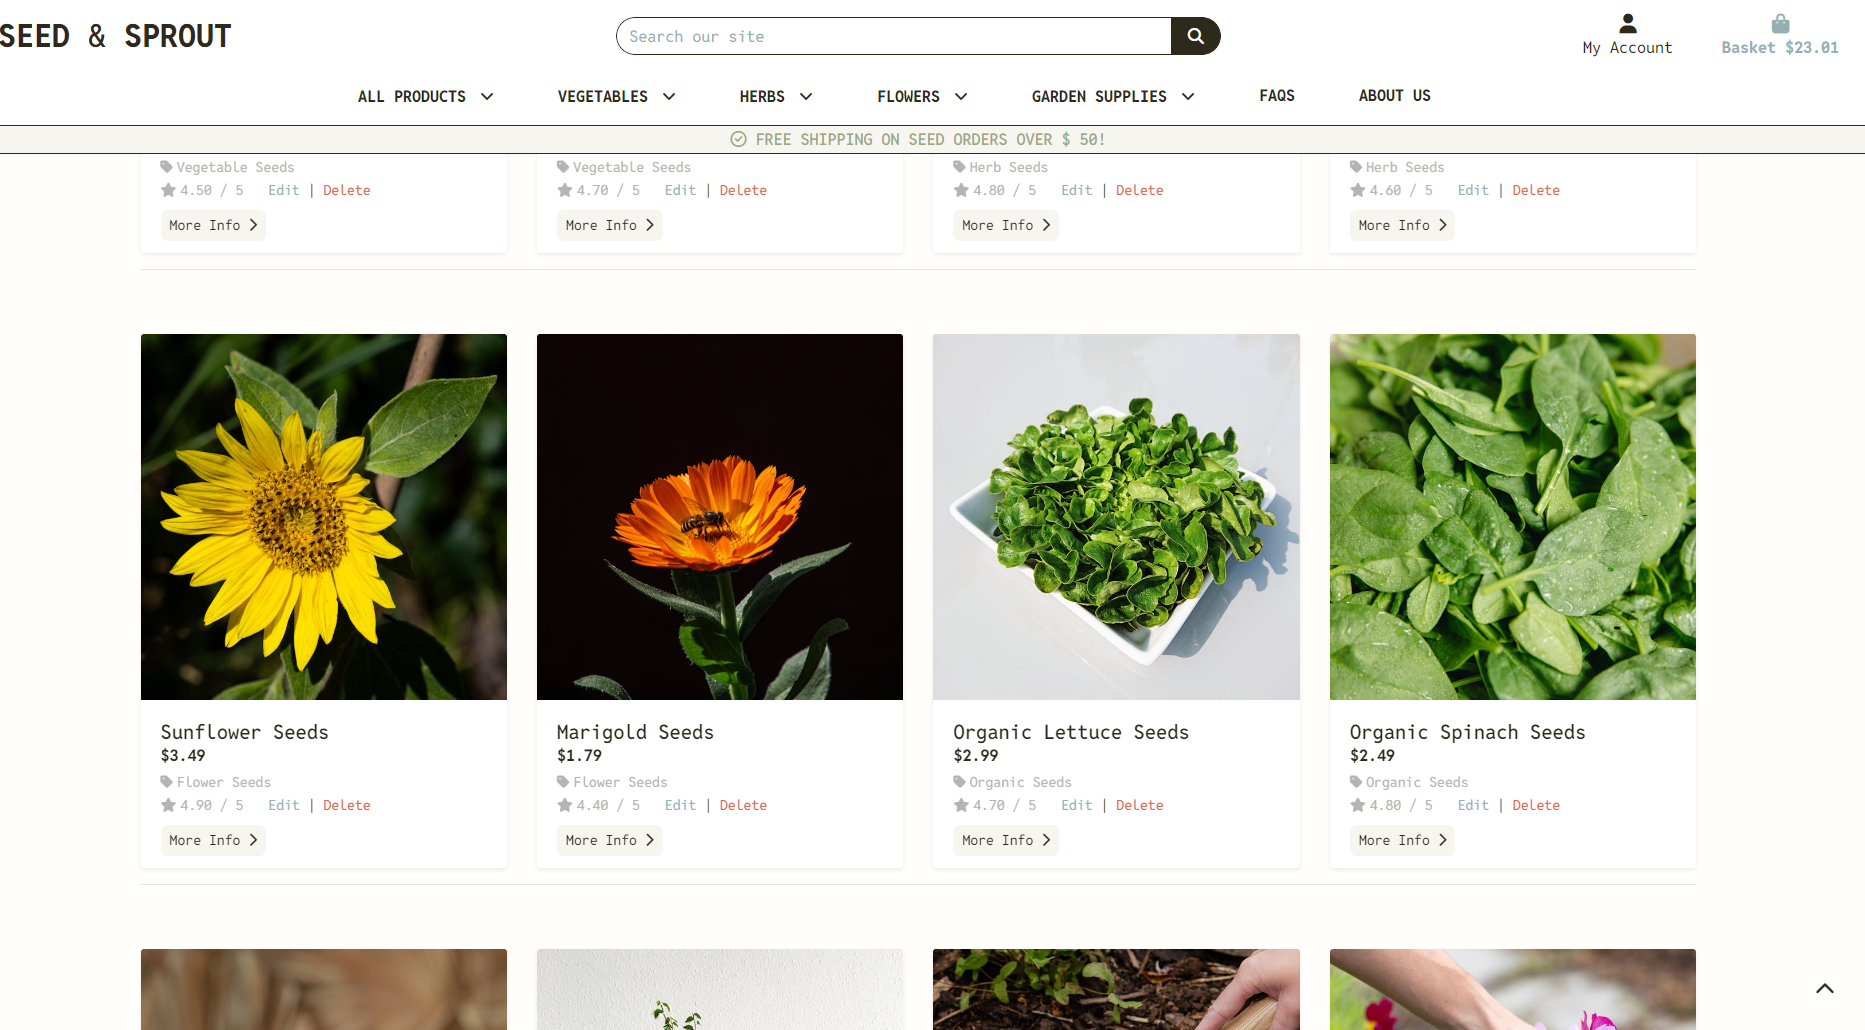 SEED & SPROUT
Search our site
My Account
Basket $23.01
ALL PRODUCTS
VEGETABLES
HERBS
FLOWERS
GARDEN SUPPLIES
FAQS
ABOUT US
FREE SHIPPING ON SEED ORDERS OVER $ 50!
Vegetable Seeds
4.50 / 5 Edit | Delete
More Info
Vegetable Seeds
4.70 / 5 Edit | Delete
More Info
Herb Seeds
4.80 / 5 Edit | Delete
More Info
Herb Seeds
4.60 / 5 Edit | Delete
More Info
Sunflower Seeds
$3.49
Flower Seeds
4.90 / 5 Edit | Delete
More Info
Marigold Seeds
$1.79
Flower Seeds
4.40 / 5 Edit | Delete
More Info
Organic Lettuce Seeds
$2.99
Organic Seeds
4.70 / 5 Edit | Delete
More Info
Organic Spinach Seeds
$2.49
Organic Seeds
4.80 / 5 Edit | Delete
More Info